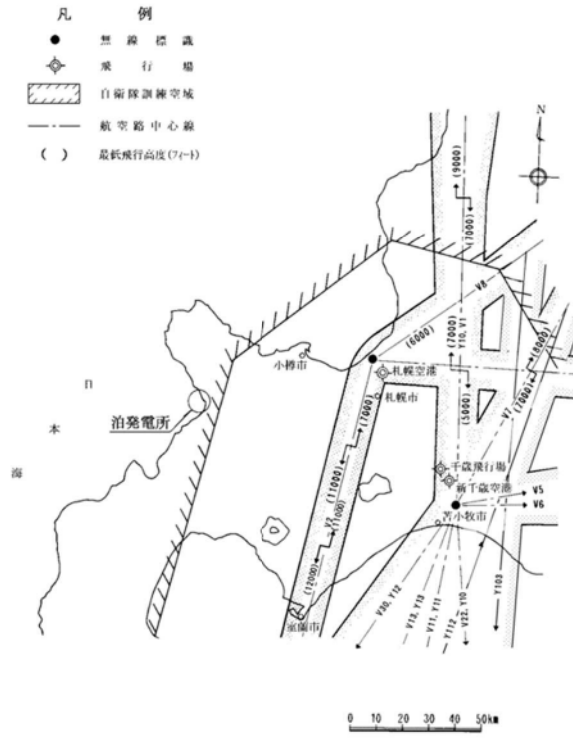 凡 例
無線標識
飛行場
自衛隊訓練空域
航空路中心線
( ) 最低飛行高度(フィート)
N
(9000)
(7000)
V8
(6000)
(7000)
Y10, V1
(5000)
(8000)
(7000)
V7
小樽市
札幌空港
札幌市
(7000)
泊発電所
日
本
海
千歳飛行場
新千歳空港
V5
V6
苫小牧市
(11000)
(11000)
V2
(12000)
室蘭市
V30, Y12
V13, Y13
V11, Y11
Y112
V22, Y10
Y103
0 10 20 30 40 50km